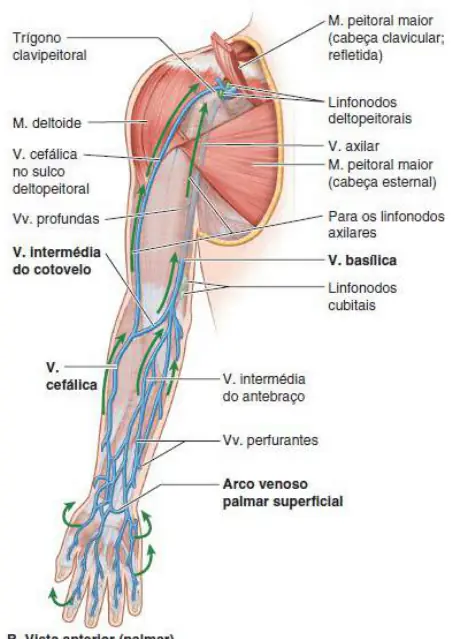 Trígono
clavipeitoral
M. deltoide
V. cefálica
no sulco
deltopeitoral
Vv. profundas
V. intermédia
do cotovelo
V.
cefálica
M. peitoral maior
(cabeça clavicular;
refletida)
Linfonodos
deltopeitorais
V. axilar
M. peitoral maior
(cabeça esternal)
Para os linfonodos
axilares
V. basílica
Linfonodos
cubitais
V. intermédia
do antebraço
Vv. perfurantes
Arco venoso
palmar superficial
B. Vista anterior (palmar)